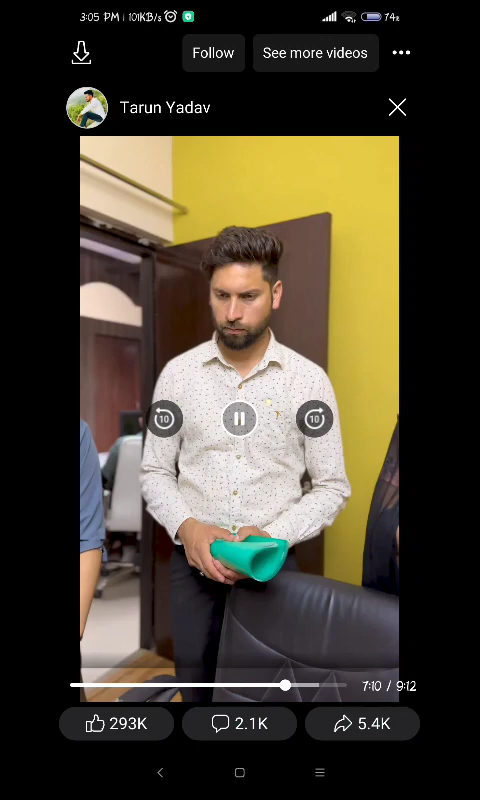 3:05 PM | 101KB/s 74%
Follow
See more videos
Tarun Yadav
10
10
7:10 / 9:12
293K
2.1K
5.4K